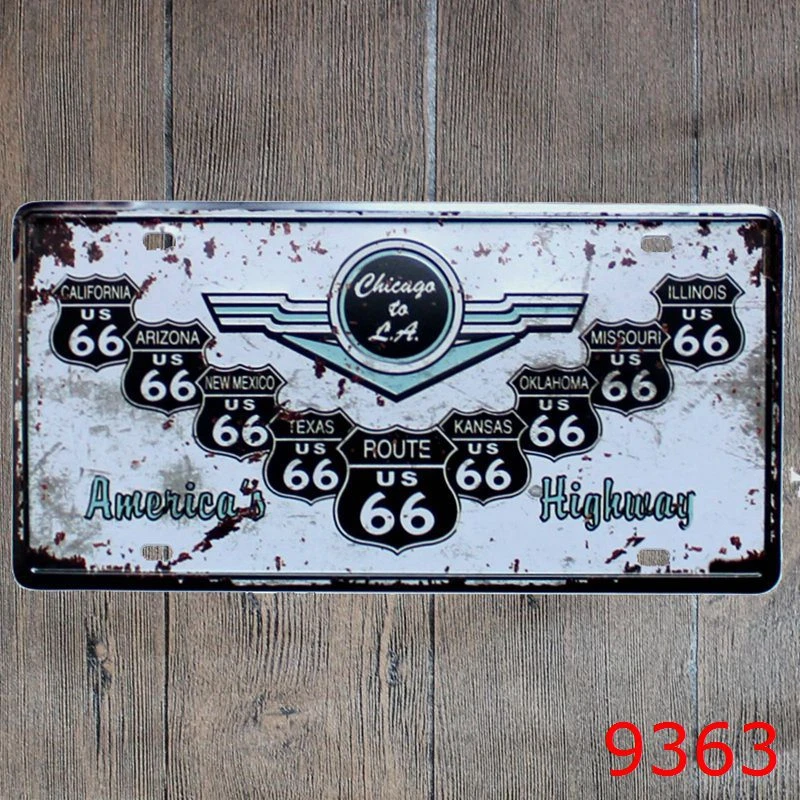 Chicago
to
L.A.
CALIFORNIA
US
66
ARIZONA
US
66
NEW MEXICO
US
66
TEXAS
US
66
ROUTE
US
66
KANSAS
US
66
OKLAHOMA
US
66
MISSOURI
US
66
ILLINOIS
US
66
America's Highway
9363